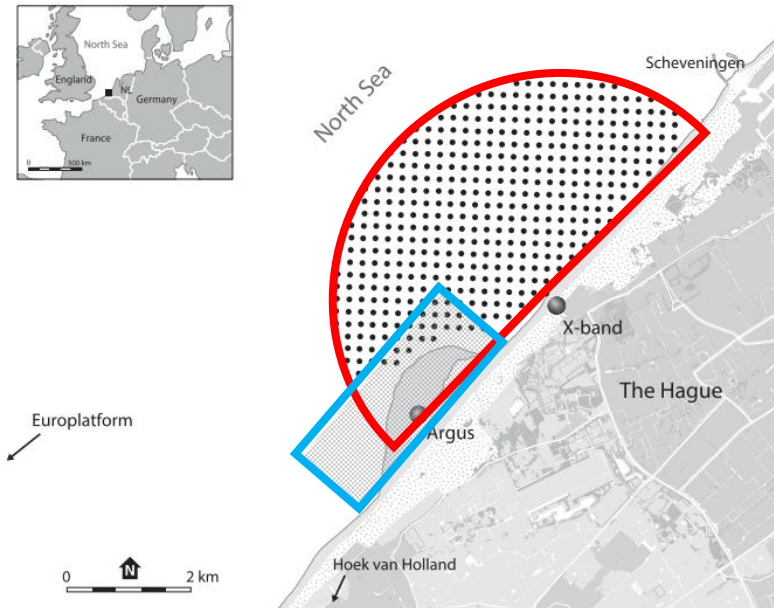 North Sea
England
NL
Germany
France
0 500 km
North Sea
Scheveningen
X-band
The Hague
Europlatform
Argus
N
0 2 km
Hoek van Holland